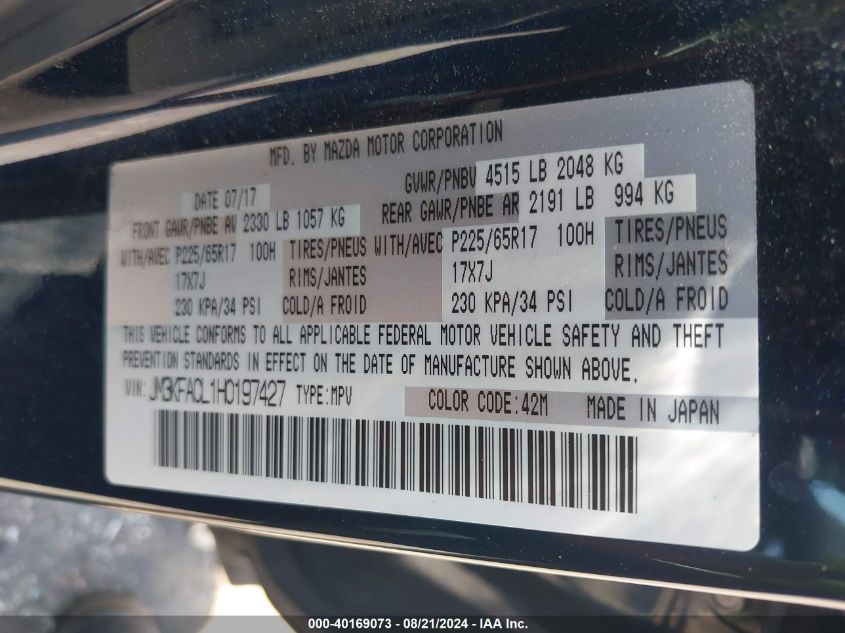 MFD. BY MAZDA MOTOR CORPORATION
DATE 07/17 GVWR/PNBV 4515 LB 2048 KG
FRONT GAWR/PNBE AV 2330 LB 1057 KG REAR GAWR/PNBE AR 2191 LB 994 KG
WITH/AVEC P225/65R17 100H TIRES/PNEUS WITH/AVEC P225/65R17 100H TIRES/PNEUS
17X7J RIMS/JANTES 17X7J RIMS/JANTES
230 KPA/34 PSI COLD/A FROID 230 KPA/34 PSI COLD/A FROID
THIS VEHICLE CONFORMS TO ALL APPLICABLE FEDERAL MOTOR VEHICLE SAFETY AND THEFT
PREVENTION STANDARDS IN EFFECT ON THE DATE OF MANUFACTURE SHOWN ABOVE.
VIN: JM3KFACL1H0197427 TYPE:MPV COLOR CODE:42M MADE IN JAPAN
000-40169073 - 08/21/2024 - IAA Inc.